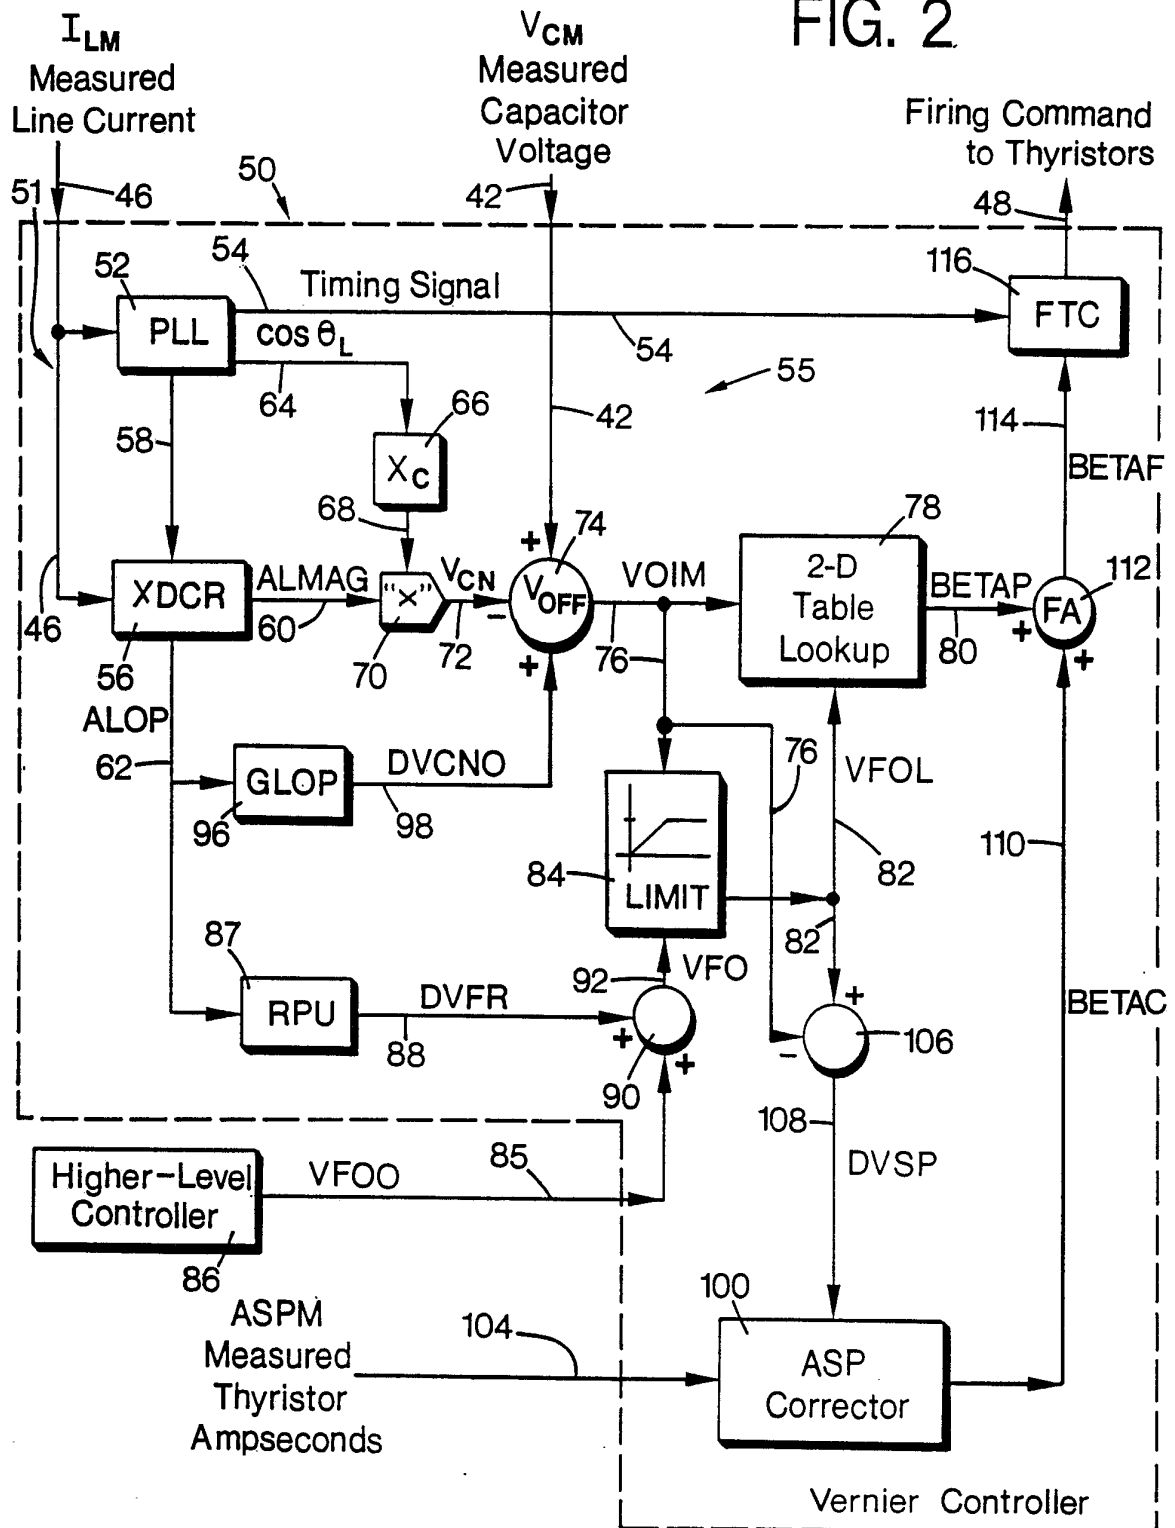 FIG. 2
I_LM
Measured
Line Current
V_CM
Measured
Capacitor
Voltage
Firing Command
to Thyristors
51
46
50
42
48
52
54
Timing Signal
116
PLL
cos θ_L
FTC
64
54
55
58
66
42
114
X_C
BETAF
68
74
78
+
XDCR
ALMAG
"x"
V_CN
V_OFF
VOIM
2-D
Table
Lookup
BETAP
FA
112
46
60
-
+
76
80
+
+
56
70
72
ALOP
62
GLOP
DVCNO
76
VFOL
96
98
110
84
LIMIT
82
87
82
92
VFO
RPU
DVFR
+
BETAC
88
+
+
-
106
90
108
Higher-Level
Controller
VFOO
85
DVSP
86
100
ASPM
Measured
Thyristor
Ampseconds
104
ASP
Corrector
Vernier Controller